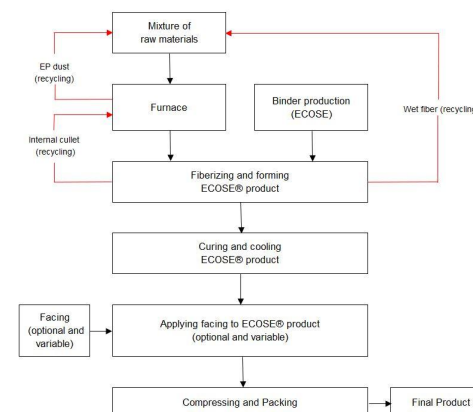 Mixture of
raw materials
EP dust
(recycling)
Furnace
Binder production
(ECOSE)
Wet fiber (recycling
Internal cullet
(recycling)
Fiberizing and forming
ECOSE® product
Curing and cooling
ECOSE® product
Facing
(optional and
variable)
Applying facing to ECOSE® product
(optional and variable)
Compressing and Packing
Final Product